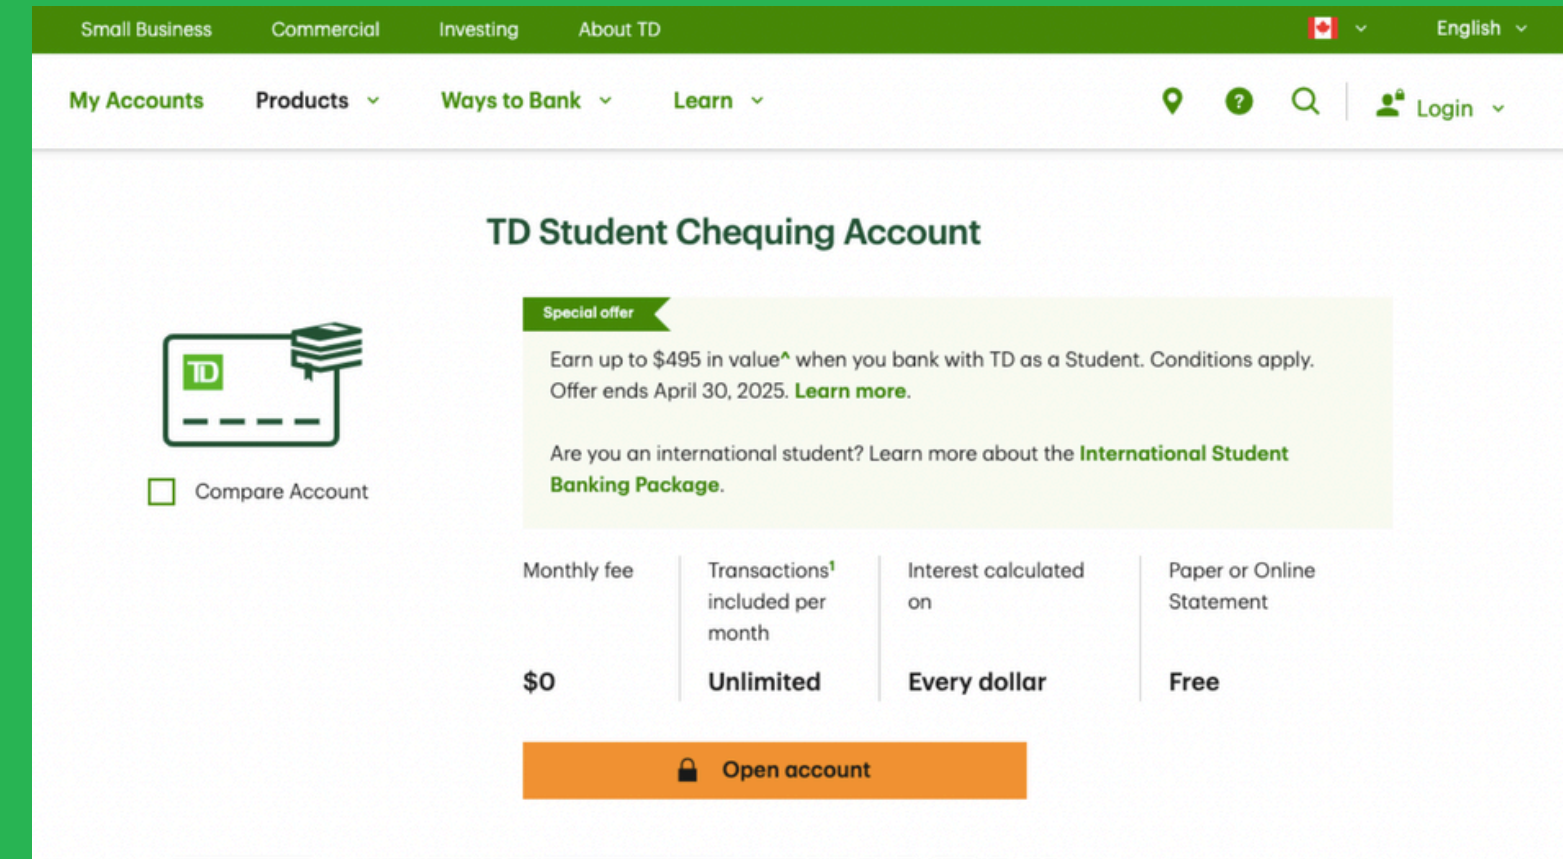 Small Business Commercial Investing About TD English
My Accounts Products Ways to Bank Learn ? Login
TD Student Chequing Account
Special offer
Earn up to $495 in value^ when you bank with TD as a Student. Conditions apply.
Offer ends April 30, 2025. Learn more.
Are you an international student? Learn more about the International Student
Banking Package.
TD
Compare Account
Monthly fee
$0
Transactions¹
included per
month
Unlimited
Interest calculated
on
Every dollar
Paper or Online
Statement
Free
Open account